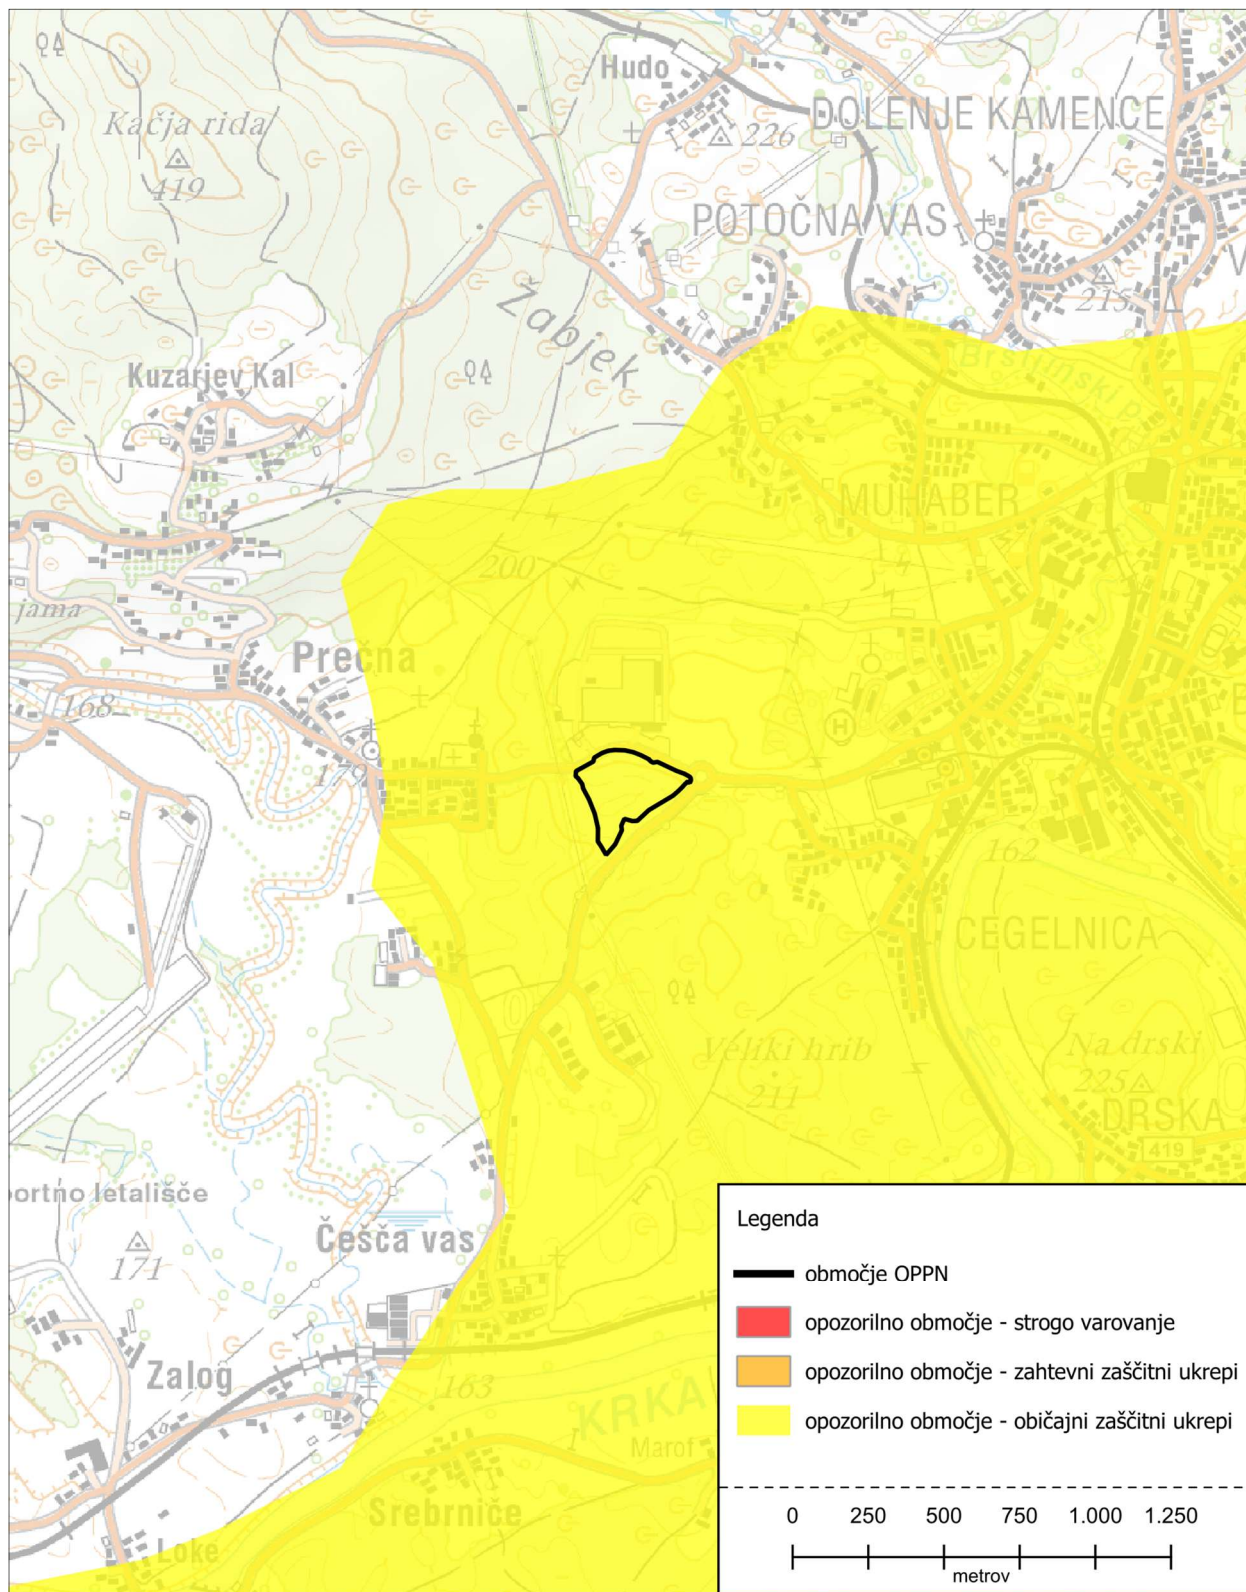 Hudo
DOLENJE KAMENCE
Kačja rida
226
419
POTOČNA VAS
V
215
Žabjek
Kuzarjev Kal
MUHABER
200
jama
Prečna
168
179
H
162
CEGELNICA
Veliki hrib
211
Na drski
225
DRSKA
419
portno letališče
Češča vas
171
Zalog
163
KRKA
Marof
Srebrniče
Loke
Legenda
območje OPPN
opozorilno območje - strogo varovanje
opozorilno območje - zahtevni zaščitni ukrepi
opozorilno območje - običajni zaščitni ukrepi
0 250 500 750 1.000 1.250
metrov